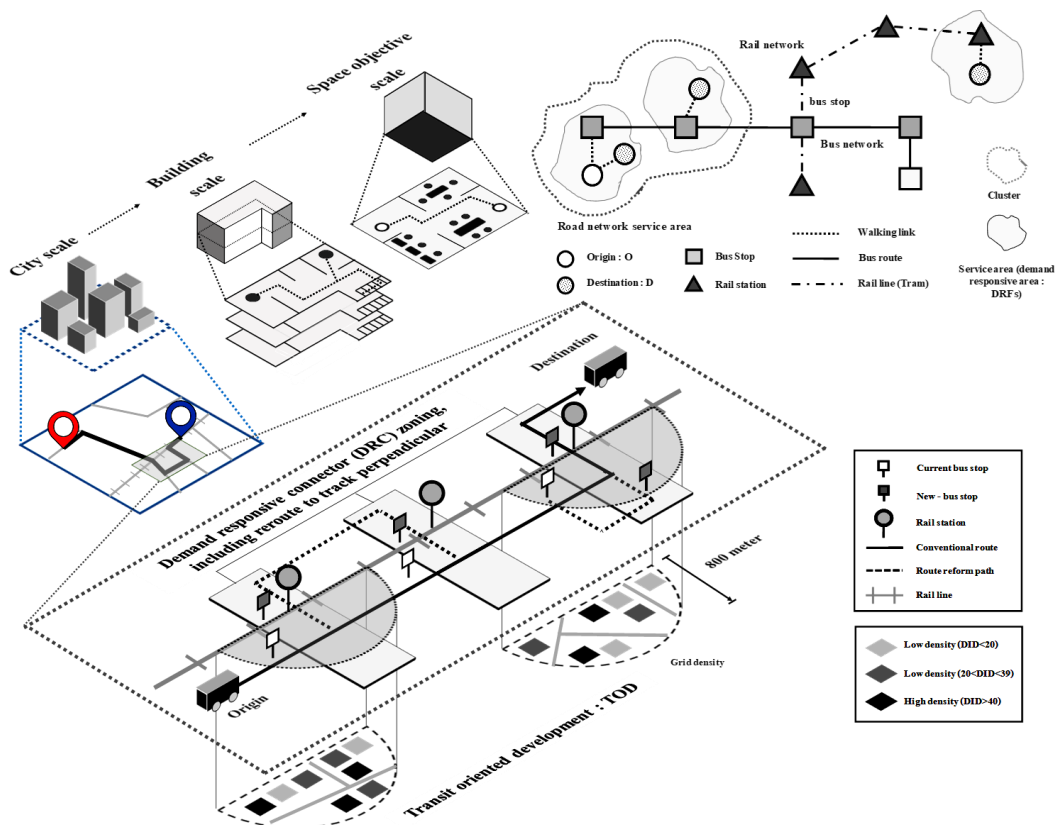 Space objective
scale
Building
scale
City scale
Rail network
bus stop
Bus network
Cluster
Road network service area
Origin : O
Destination : D
Bus Stop
Rail station
Walking link
Bus route
Rail line (Tram)
Service area (demand
responsive area :
DRFs)
Destination
Demand responsive connector (DRC) zoning,
including reroute to track perpendicular
800 meter
Grid density
Origin
Transit oriented development : TOD
Current bus stop
New - bus stop
Rail station
Conventional route
Route reform path
Rail line
Low density (DID<20)
Low density (20<DID<39)
High density (DID>40)